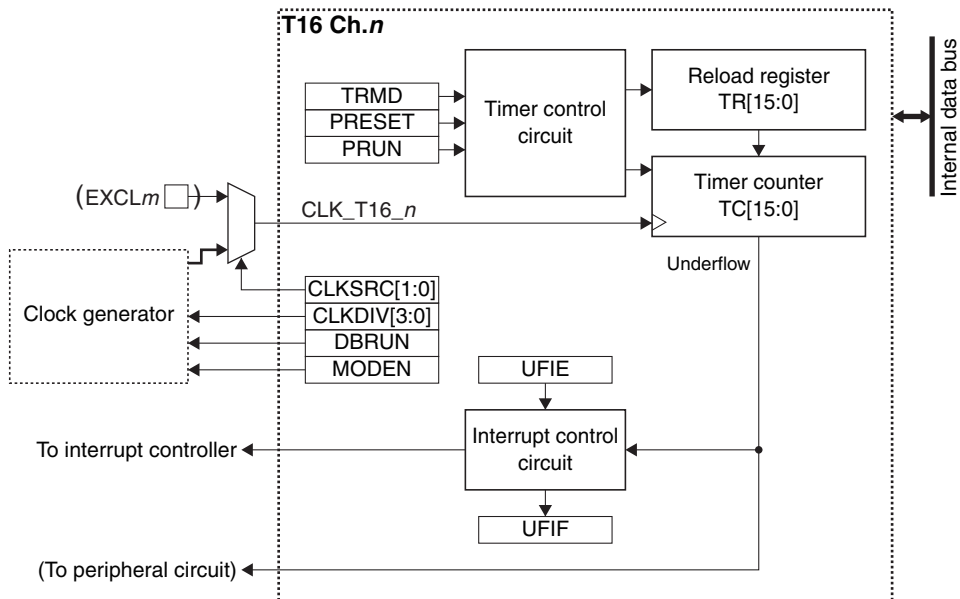 T16 Ch.n
TRMD
PRESET
PRUN
Timer control
circuit
Reload register
TR[15:0]
Timer counter
TC[15:0]
Internal data bus
(EXCLm )
CLK_T16_n
Underflow
Clock generator
CLKSRC[1:0]
CLKDIV[3:0]
DBRUN
MODEN
UFIE
Interrupt control
circuit
UFIF
To interrupt controller
(To peripheral circuit)